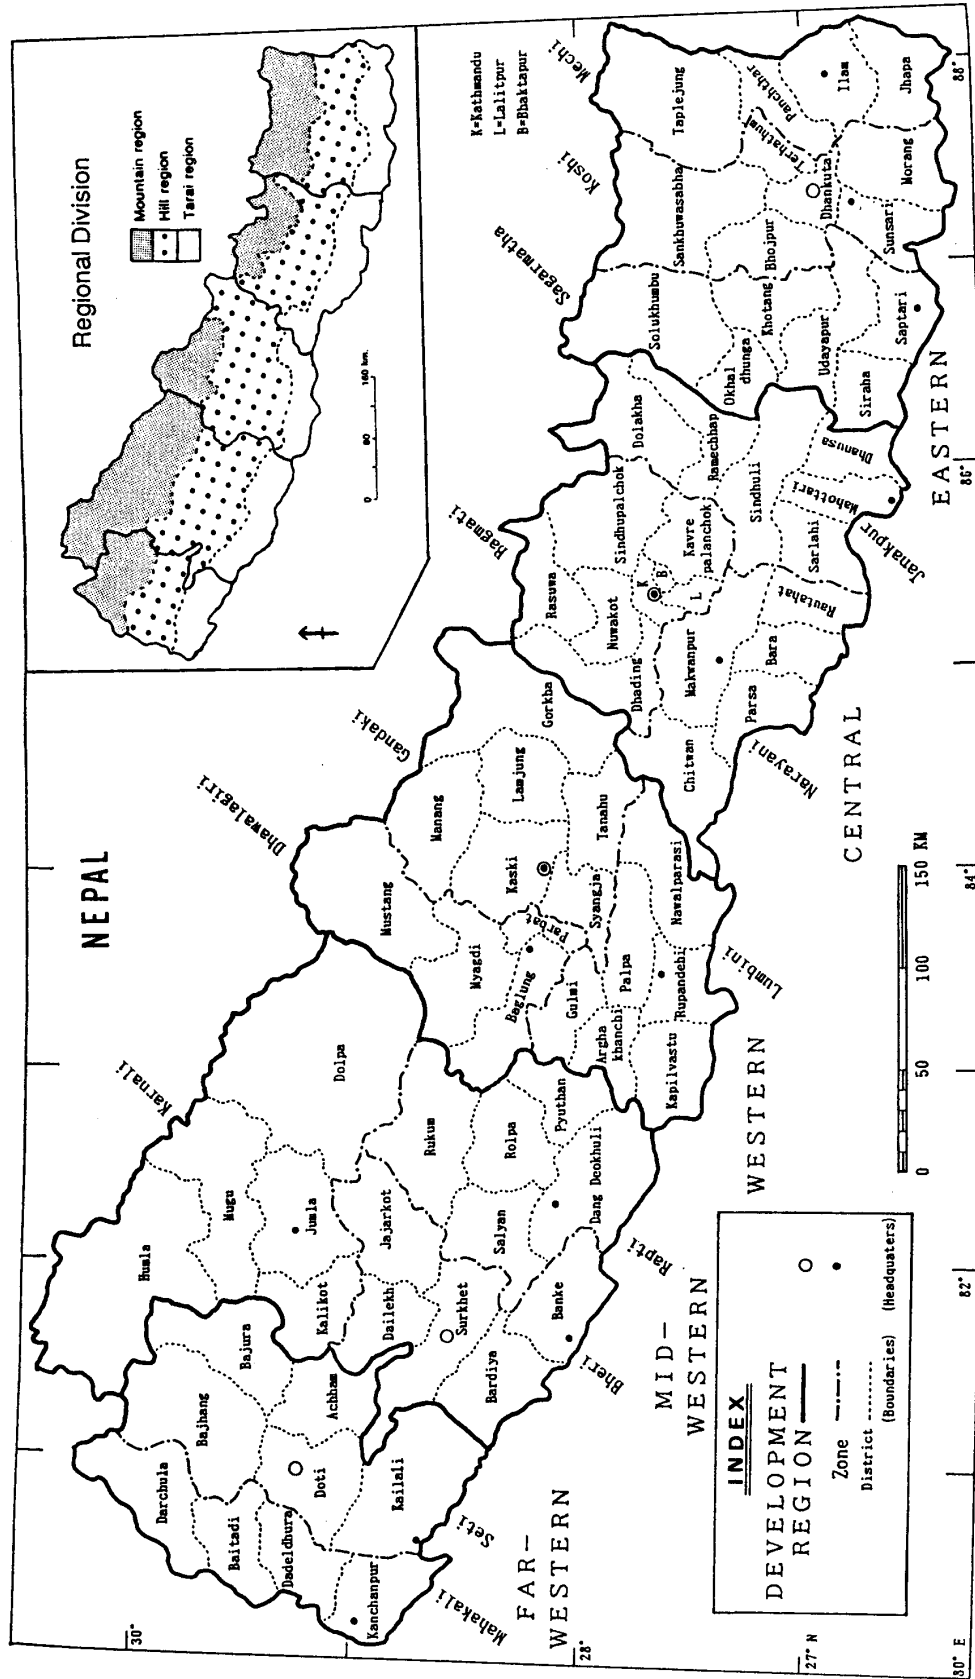 NEPAL
Regional Division
Mountain region
Hill region
Tarai region
0 80 160 km.
K=Kathmandu
L=Lalitpur
B=Bhaktapur
Mahakali
Seti
Karnali
Bheri
Rapti
Dhawalagiri
Gandaki
Lumbini
Bagmati
Narayani
Janakpur
Sagarmatha
Koshi
Mechi
FAR-
WESTERN
MID-
WESTERN
WESTERN
CENTRAL
EASTERN
Darchula
Bajhang
Bajura
Baitadi
Dadeldhura
Doti
Achham
Kanchanpur
Kailali
Humla
Mugu
Jumla
Kalikot
Dolpa
Dailekh
Jajarkot
Rukum
Surkhet
Salyan
Rolpa
Bardiya
Banke
Dang Deokhuli
Pyuthan
Mustang
Manang
Myagdi
Kaski
Lamjung
Gorkha
Baglung
Parbat
Gulmi
Syangja
Tanahu
Argha
khanchi
Palpa
Kapilvastu
Rupandehi
Nawalparasi
Rasuwa
Nuwakot
Sindhupalchok
Dolakha
Dhading
K
B
L
Kavre
palanchok
Ramechhap
Makwanpur
Sindhuli
Chitwan
Parsa
Bara
Rautahat
Sarlahi
Mahottari
Dhanusa
Solukhumbu
Sankhuwasabha
Taplejung
Okhal
dhunga
Khotang
Bhojpur
Terhathum
Panchthar
Udayapur
Dhankuta
Ilam
Siraha
Saptari
Sunsari
Morang
Jhapa
INDEX
DEVELOPMENT
REGION
Zone
District
(Boundaries) (Headquaters)
0 50 100 150 KM
30°
28°
27° N
80° E
82°
84°
86°
88°